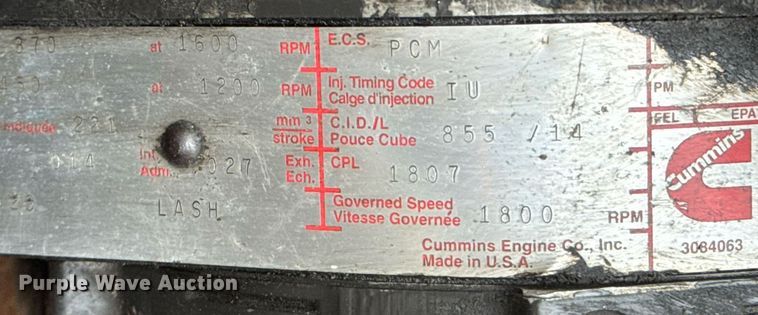 370 at 1600 RPM E.C.S. PCM
at 1200 RPM Inj. Timing Code IU PM
Calge d'injection
FEL EPA
221 mm³ C.I.D./L 855 /14
stroke Pouce Cube
014 Int. 027 Exh. CPL 1807
Adm. Ech.
LASH Governed Speed 1800 RPM
Vitesse Governée
Cummins
Cummins Engine Co., Inc. 3064063
Made in U.S.A.
Purple Wave Auction